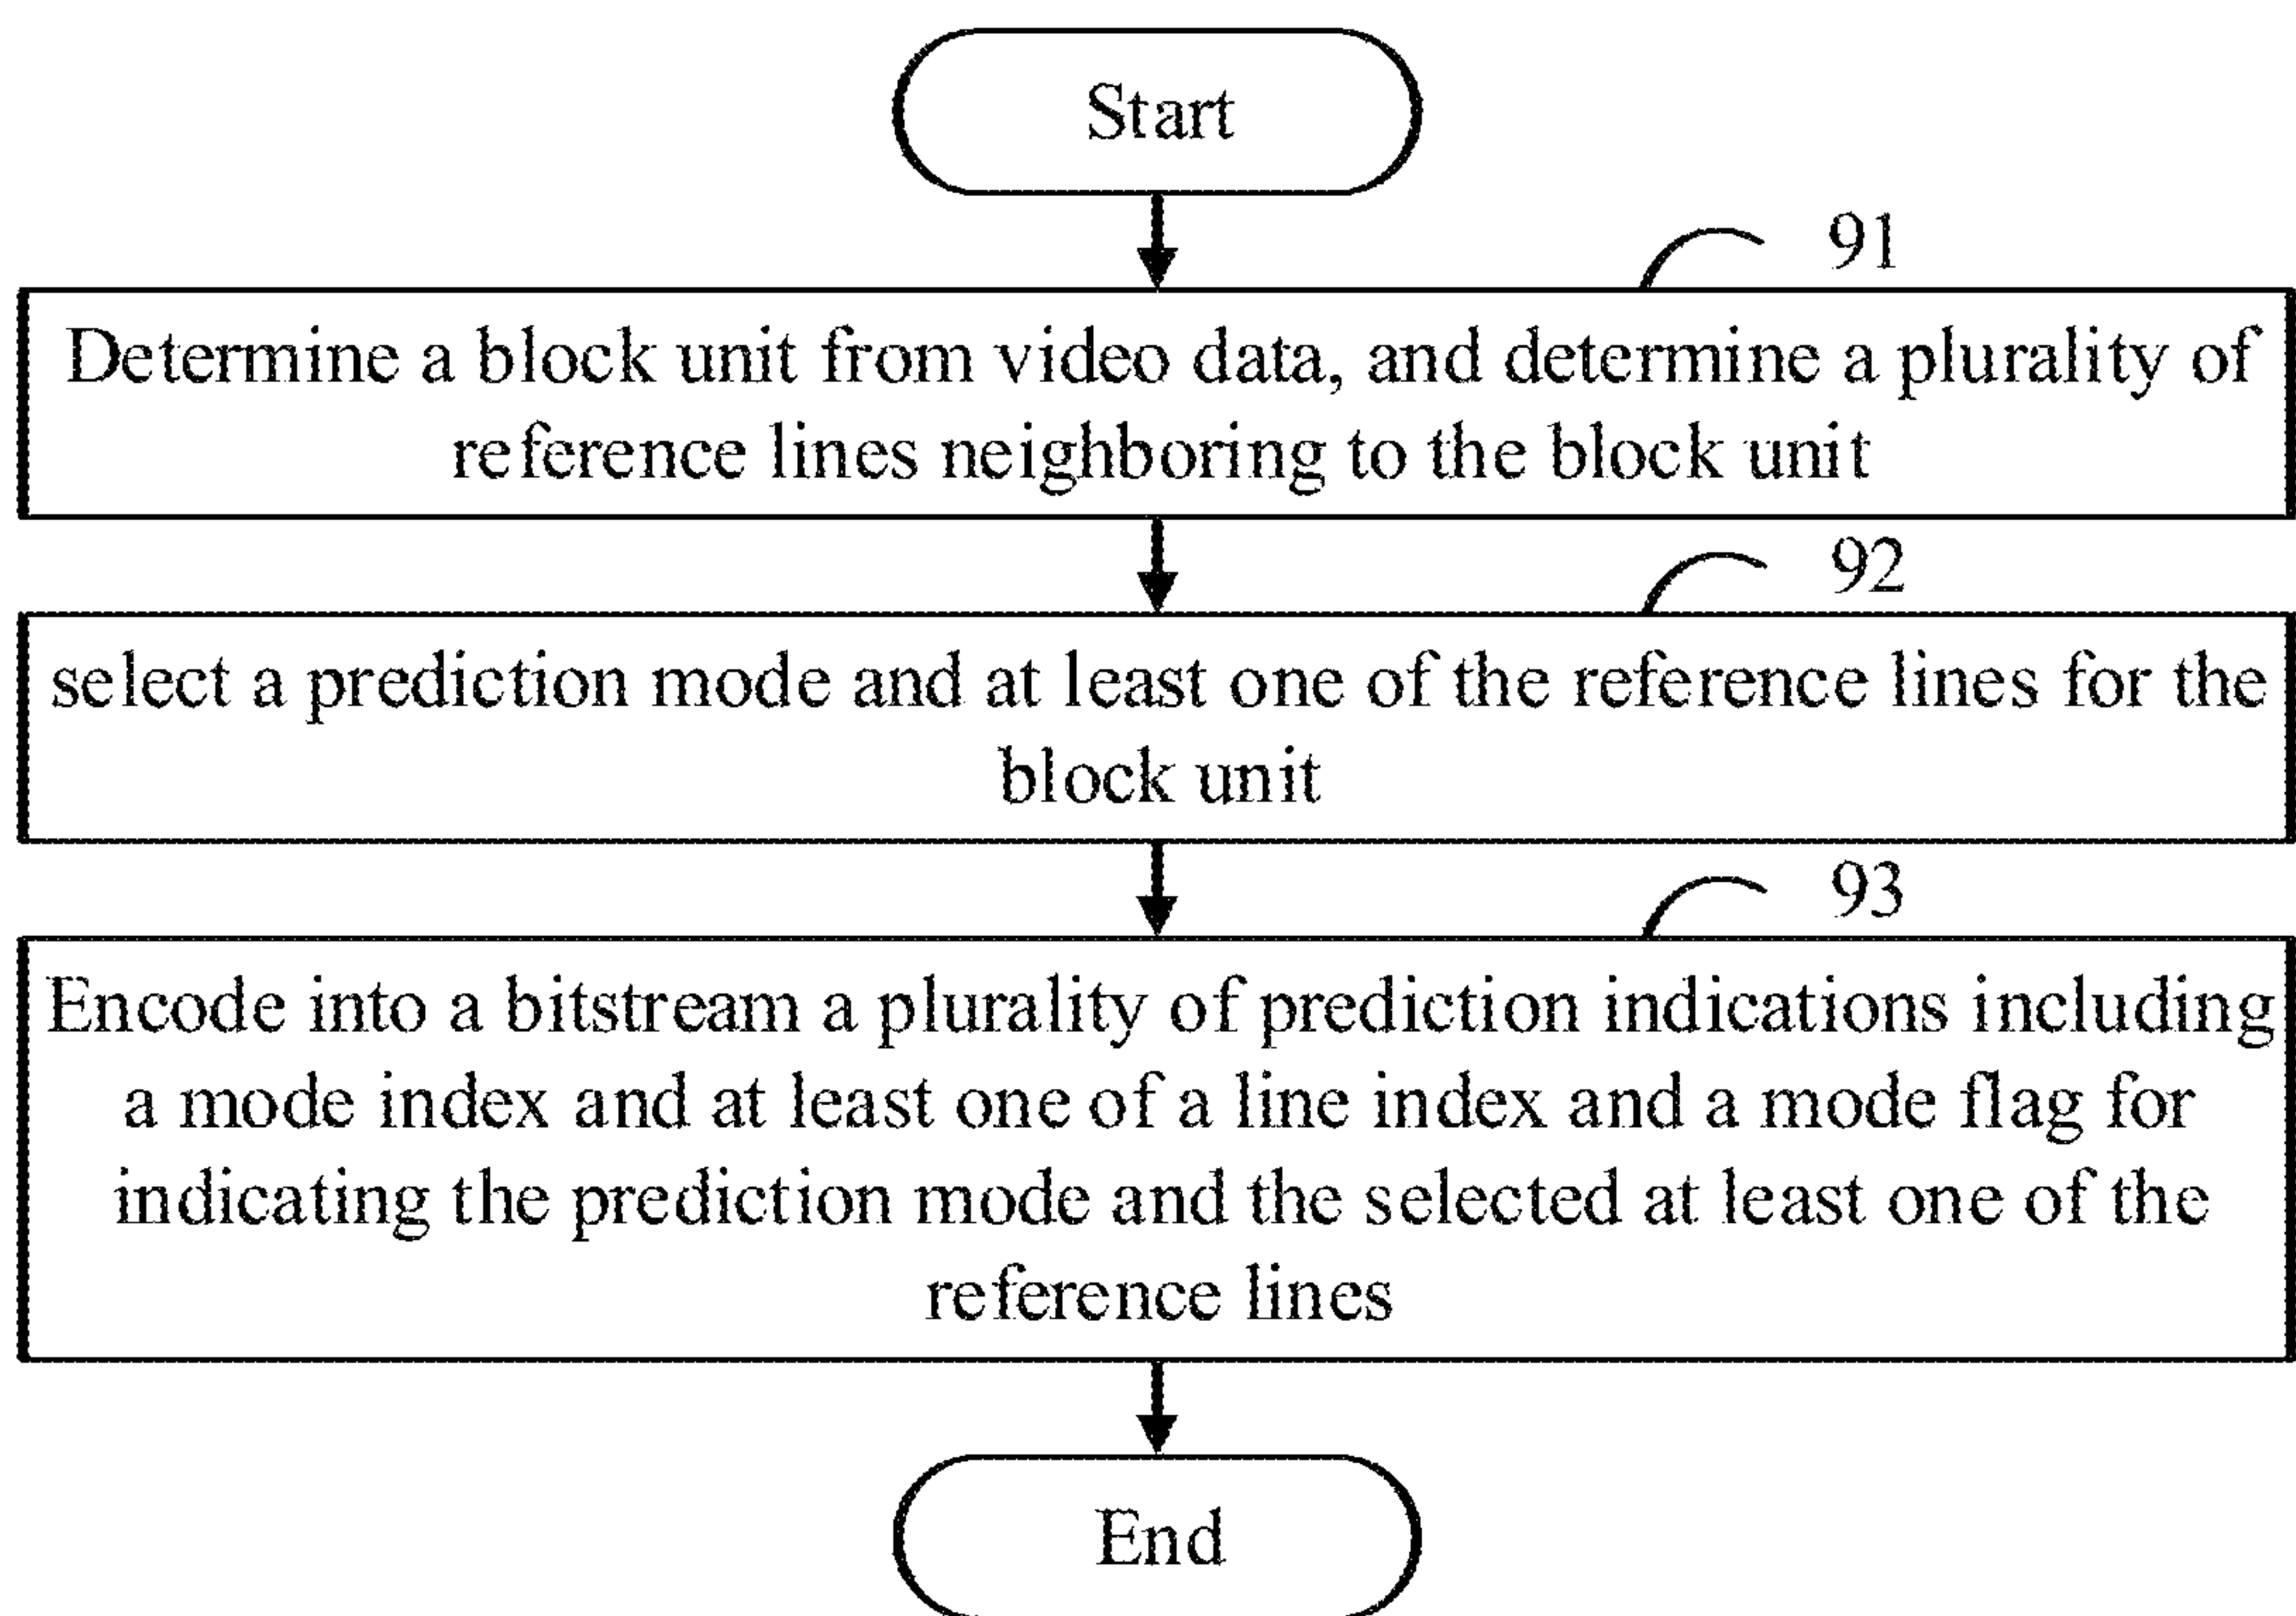 Start
91
Determine a block unit from video data, and determine a plurality of
reference lines neighboring to the block unit
92
select a prediction mode and at least one of the reference lines for the
block unit
93
Encode into a bitstream a plurality of prediction indications including
a mode index and at least one of a line index and a mode flag for
indicating the prediction mode and the selected at least one of the
reference lines
End